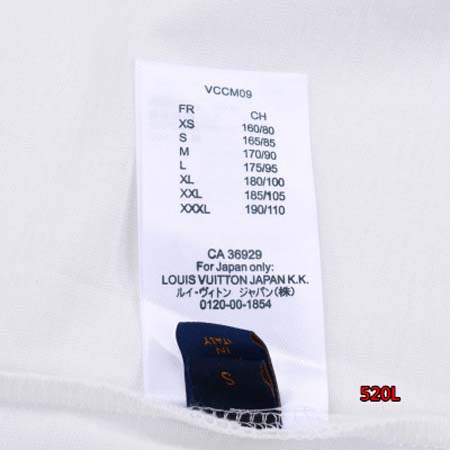 VCCM09
FR CH
XS 160/80
S 165/85
M 170/90
L 175/95
XL 180/100
XXL 185/105
XXXL 190/110
CA 36929
For Japan only:
LOUIS VUITTON JAPAN K.K.
ルイ・ヴィトン ジャパン(株)
0120-00-1854
IN
ITALY
S
520L